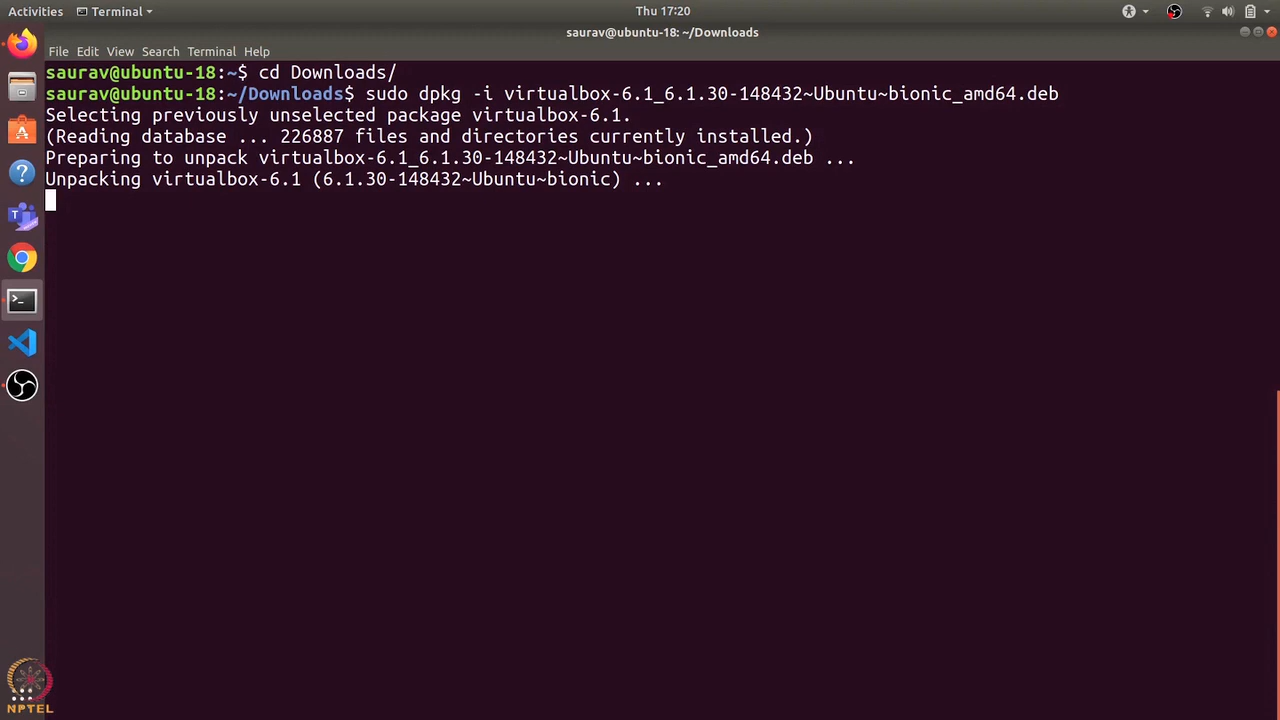 Activities Terminal Thu 17:20
saurav@ubuntu-18: ~/Downloads
File Edit View Search Terminal Help
saurav@ubuntu-18:~$ cd Downloads/
saurav@ubuntu-18:~/Downloads$ sudo dpkg -i virtualbox-6.1_6.1.30-148432~Ubuntu~bionic_amd64.deb
Selecting previously unselected package virtualbox-6.1.
(Reading database ... 226887 files and directories currently installed.)
Preparing to unpack virtualbox-6.1_6.1.30-148432~Ubuntu~bionic_amd64.deb ...
Unpacking virtualbox-6.1 (6.1.30-148432~Ubuntu~bionic) ...
NPTEL